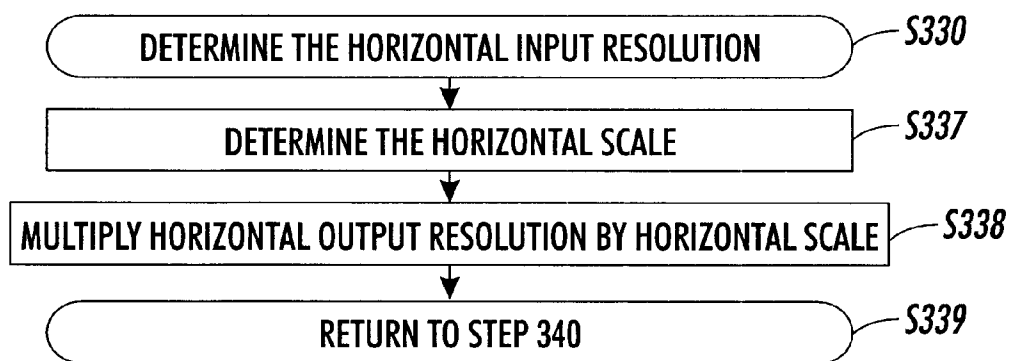 DETERMINE THE HORIZONTAL INPUT RESOLUTION S330
DETERMINE THE HORIZONTAL SCALE S337
MULTIPLY HORIZONTAL OUTPUT RESOLUTION BY HORIZONTAL SCALE S338
RETURN TO STEP 340 S339